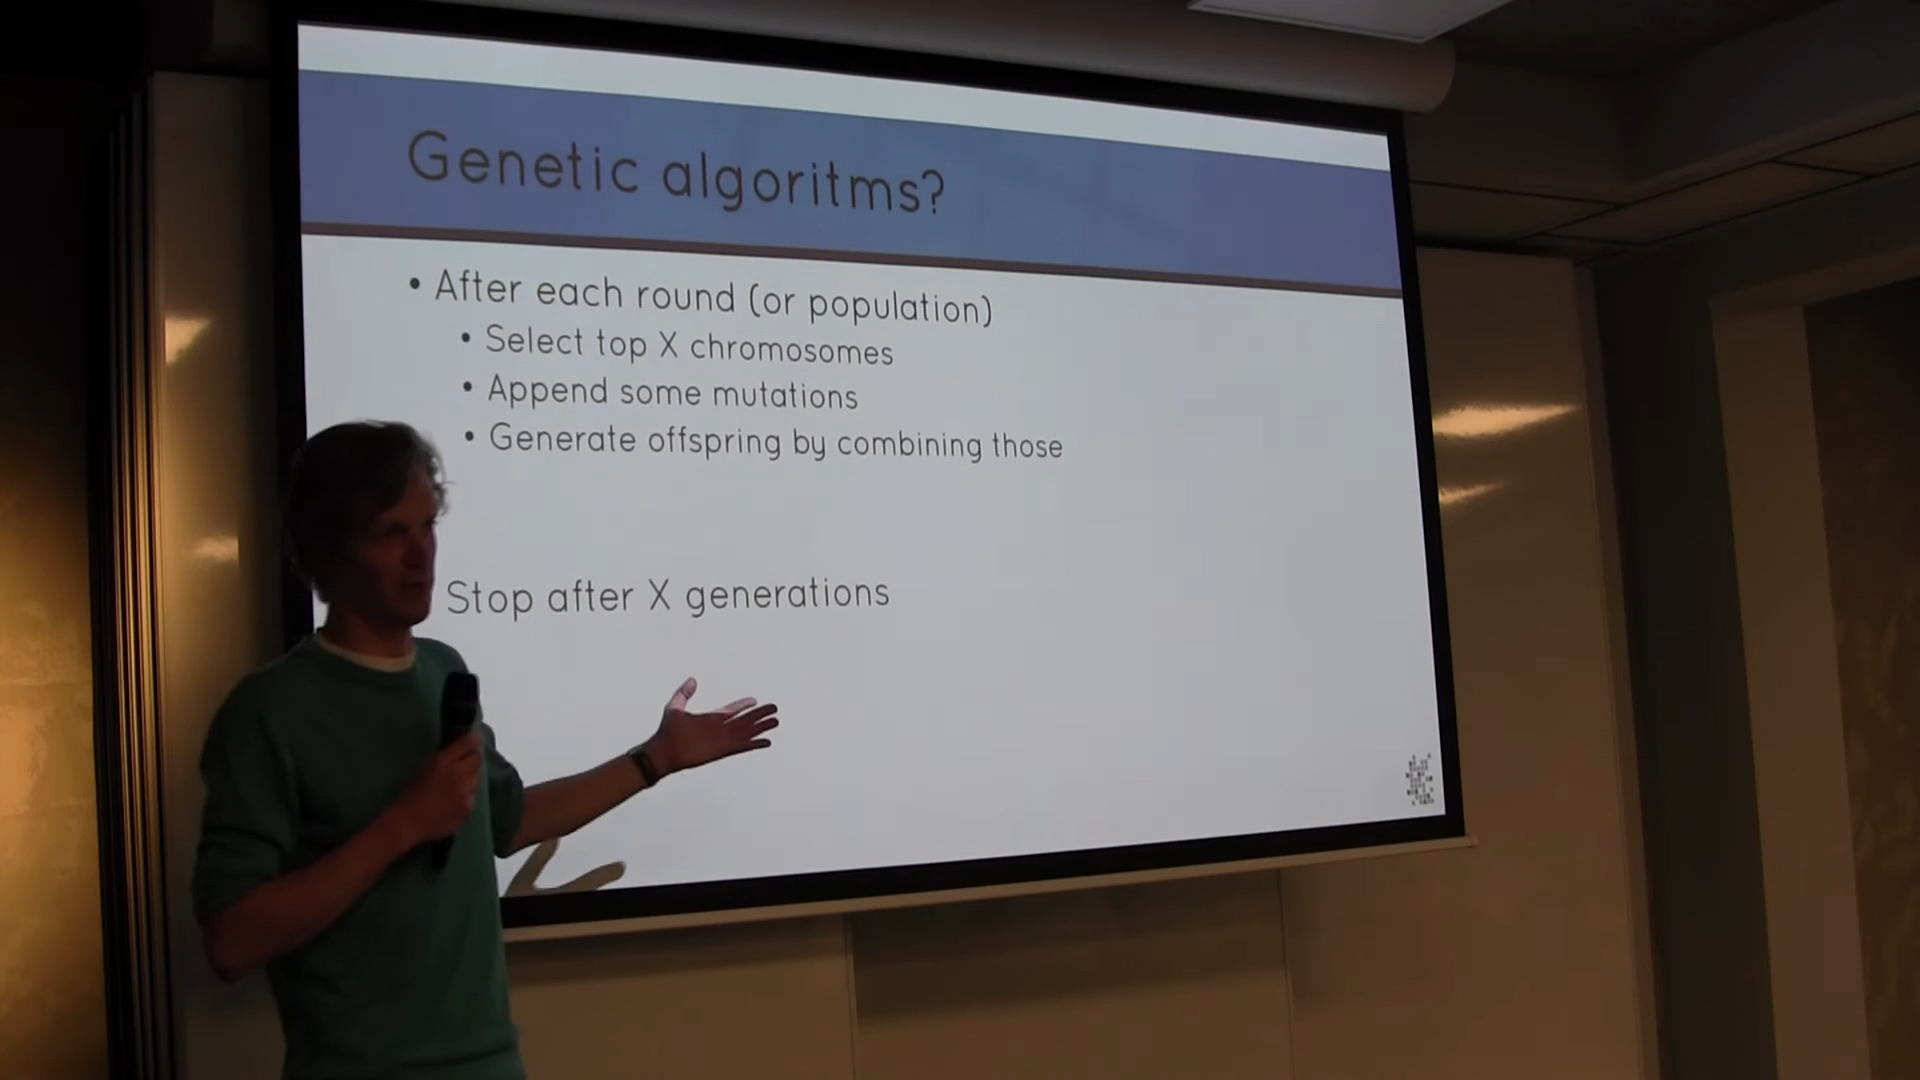 Genetic algoritms?
• After each round (or population)
• Select top X chromosomes
• Append some mutations
• Generate offspring by combining those
Stop after X generations